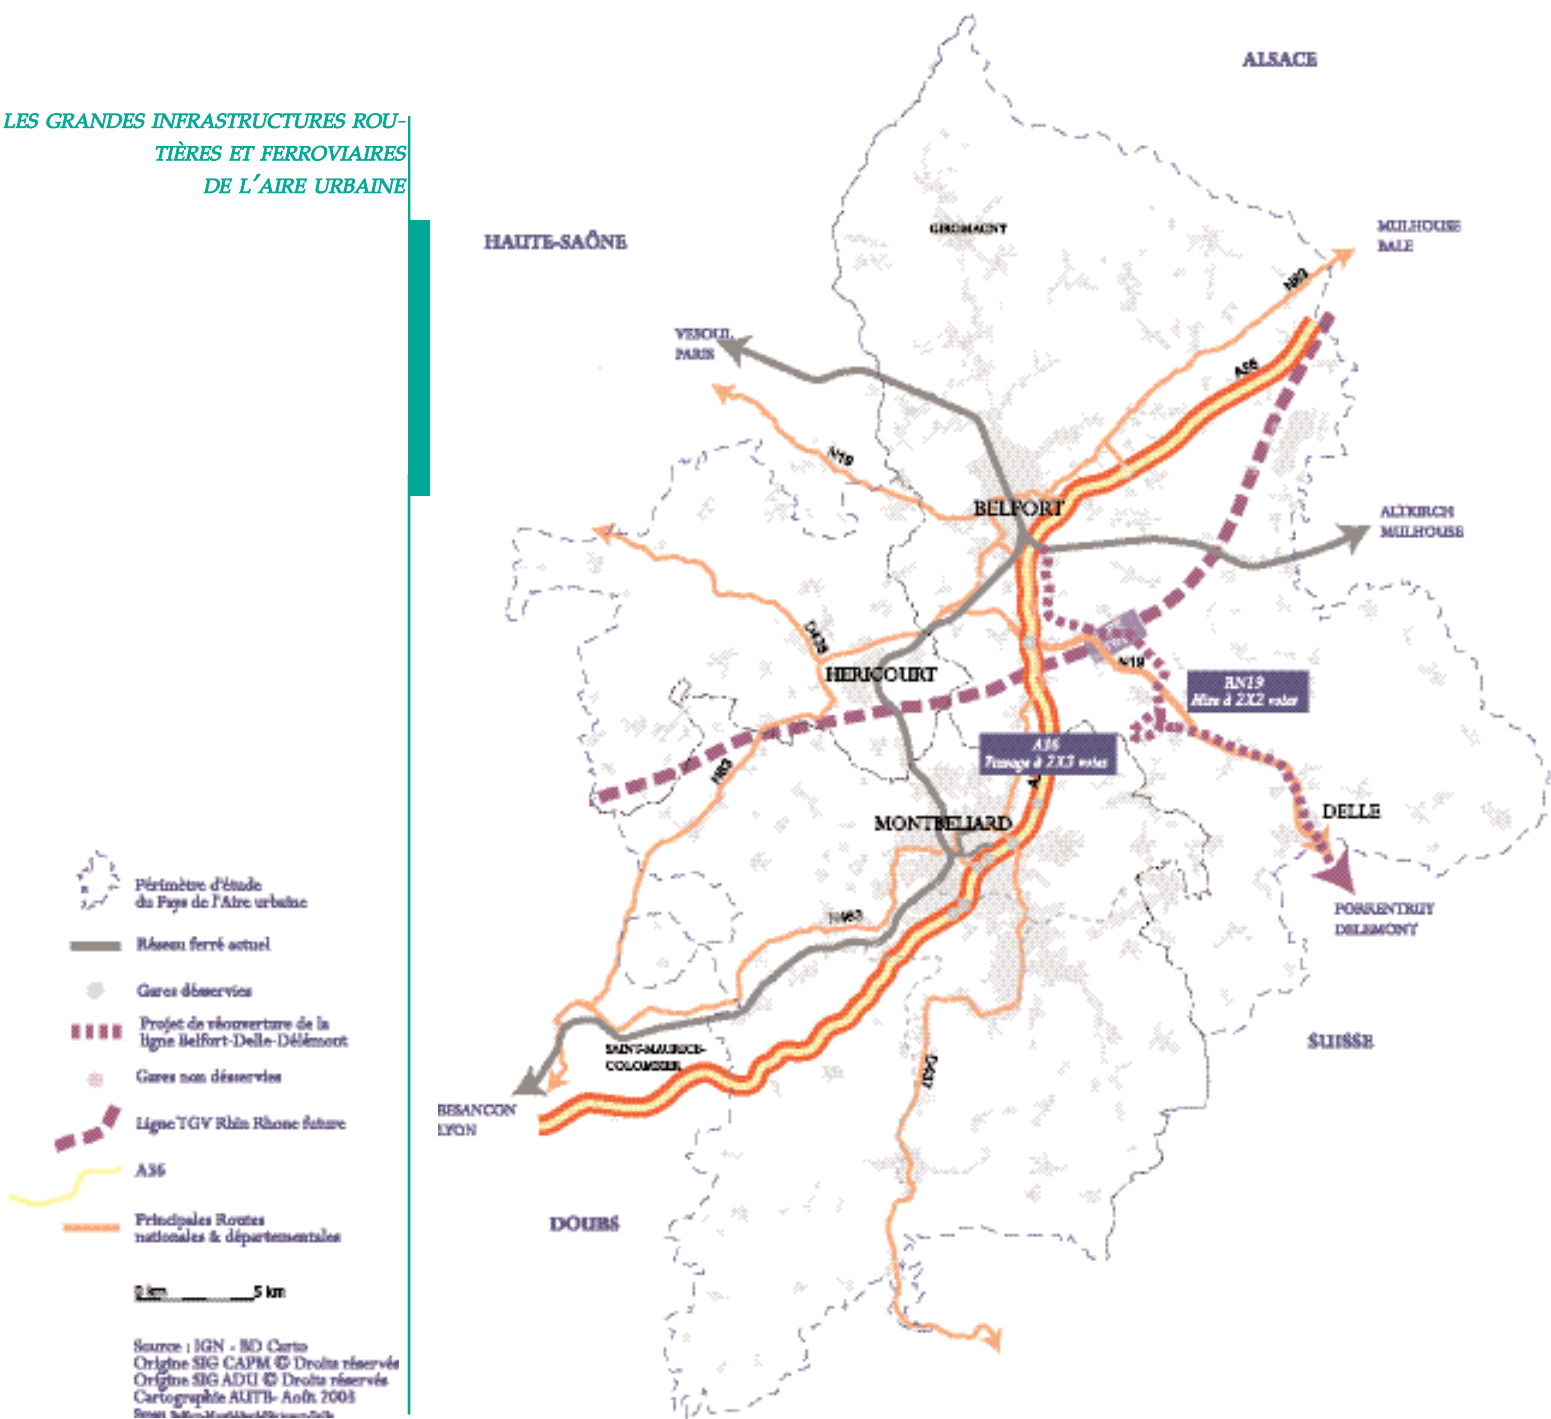 LES GRANDES INFRASTRUCTURES ROU-
TIÈRES ET FERROVIAIRES
DE L'AIRE URBAINE
ALSACE
HAUTE-SAÔNE
GIROMAGNY
MULHOUSE
BALE
N83
VESOUL
PARIS
A36
N19
BELFORT
ALTKIRCH
MULHOUSE
D438
HERICOURT
N19
RN19
Mise à 2X2 voies
A36
Passage à 2X3 voies
N83
MONTBELIARD
DELLE
N463
PORRENTRUY
DELEMONT
SUISSE
SAINT-MAURICE-
COLOMBIER
D437
BESANCON
LYON
DOUBS
Périmètre d'étude
du Pays de l'Aire urbaine
Réseau ferré actuel
Gares désservies
Projet de réouverture de la
ligne Belfort-Delle-Délémont
Gares non désservies
Ligne TGV Rhin Rhone future
A36
Principales Routes
nationales & départementales
0 km 5 km
Source : IGN - BD Carto
Origine SIG CAPM © Droits réservés
Origine SIG ADU © Droits réservés
Cartographie AUTB- Août 2003